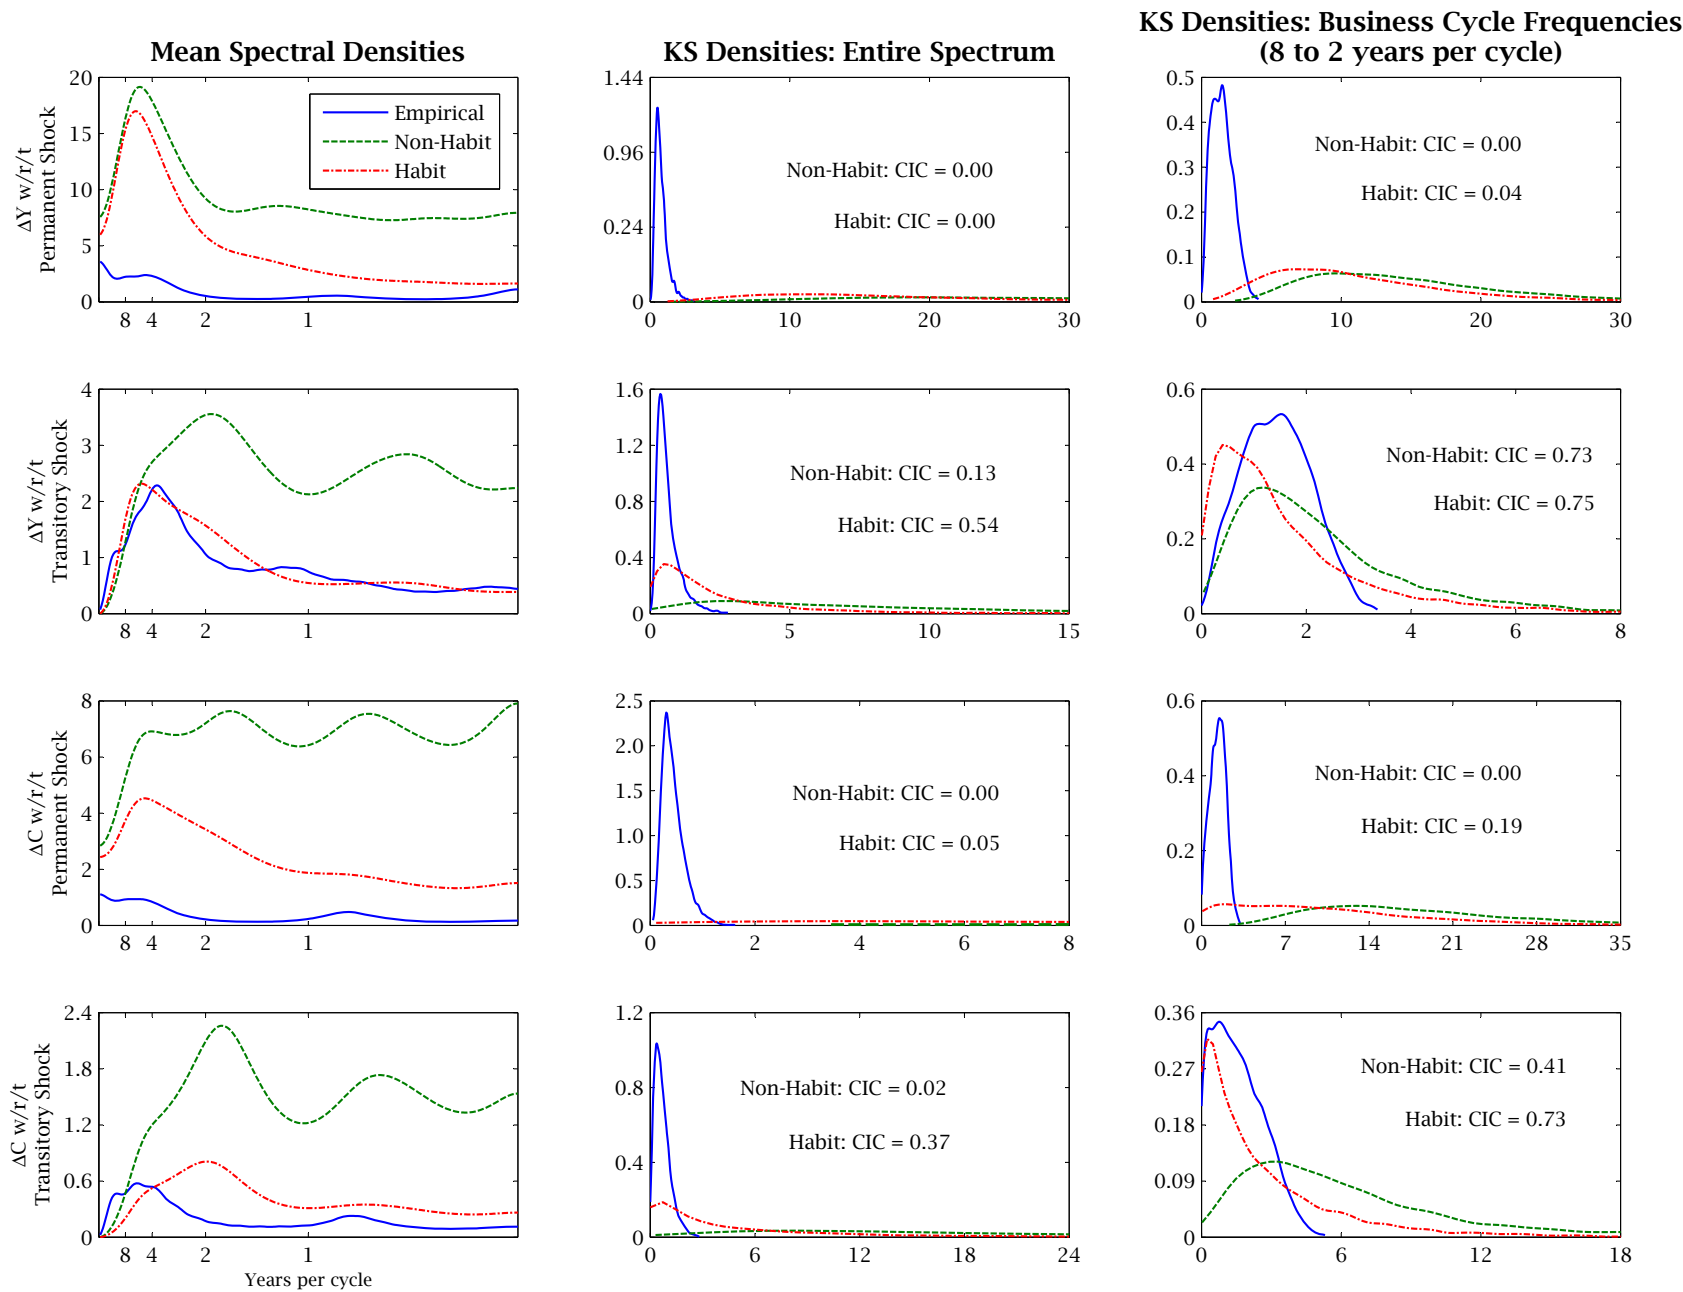 Mean Spectral Densities
KS Densities: Entire Spectrum
KS Densities: Business Cycle Frequencies
(8 to 2 years per cycle)
ΔY w/r/t
Permanent Shock
20
15
10
5
0
8 4 2 1
Empirical
Non-Habit
Habit
1.44
0.96
0.24
0
0 10 20 30
Non-Habit: CIC = 0.00
Habit: CIC = 0.00
0.5
0.4
0.3
0.2
0.1
0
0 10 20 30
Non-Habit: CIC = 0.00
Habit: CIC = 0.04
ΔY w/r/t
Transitory Shock
4
3
2
1
0
8 4 2 1
1.6
1.2
0.8
0.4
0
0 5 10 15
Non-Habit: CIC = 0.13
Habit: CIC = 0.54
0.6
0.4
0.2
0
0 2 4 6 8
Non-Habit: CIC = 0.73
Habit: CIC = 0.75
ΔC w/r/t
Permanent Shock
8
6
4
2
0
8 4 2 1
2.5
2.0
1.5
1.0
0.5
0
0 2 4 6 8
Non-Habit: CIC = 0.00
Habit: CIC = 0.05
0.6
0.4
0.2
0
0 7 14 21 28 35
Non-Habit: CIC = 0.00
Habit: CIC = 0.19
ΔC w/r/t
Transitory Shock
2.4
1.8
1.2
0.6
0
8 4 2 1
Years per cycle
1.2
0.8
0.4
0
0 6 12 18 24
Non-Habit: CIC = 0.02
Habit: CIC = 0.37
0.36
0.27
0.18
0.09
0
0 6 12 18
Non-Habit: CIC = 0.41
Habit: CIC = 0.73